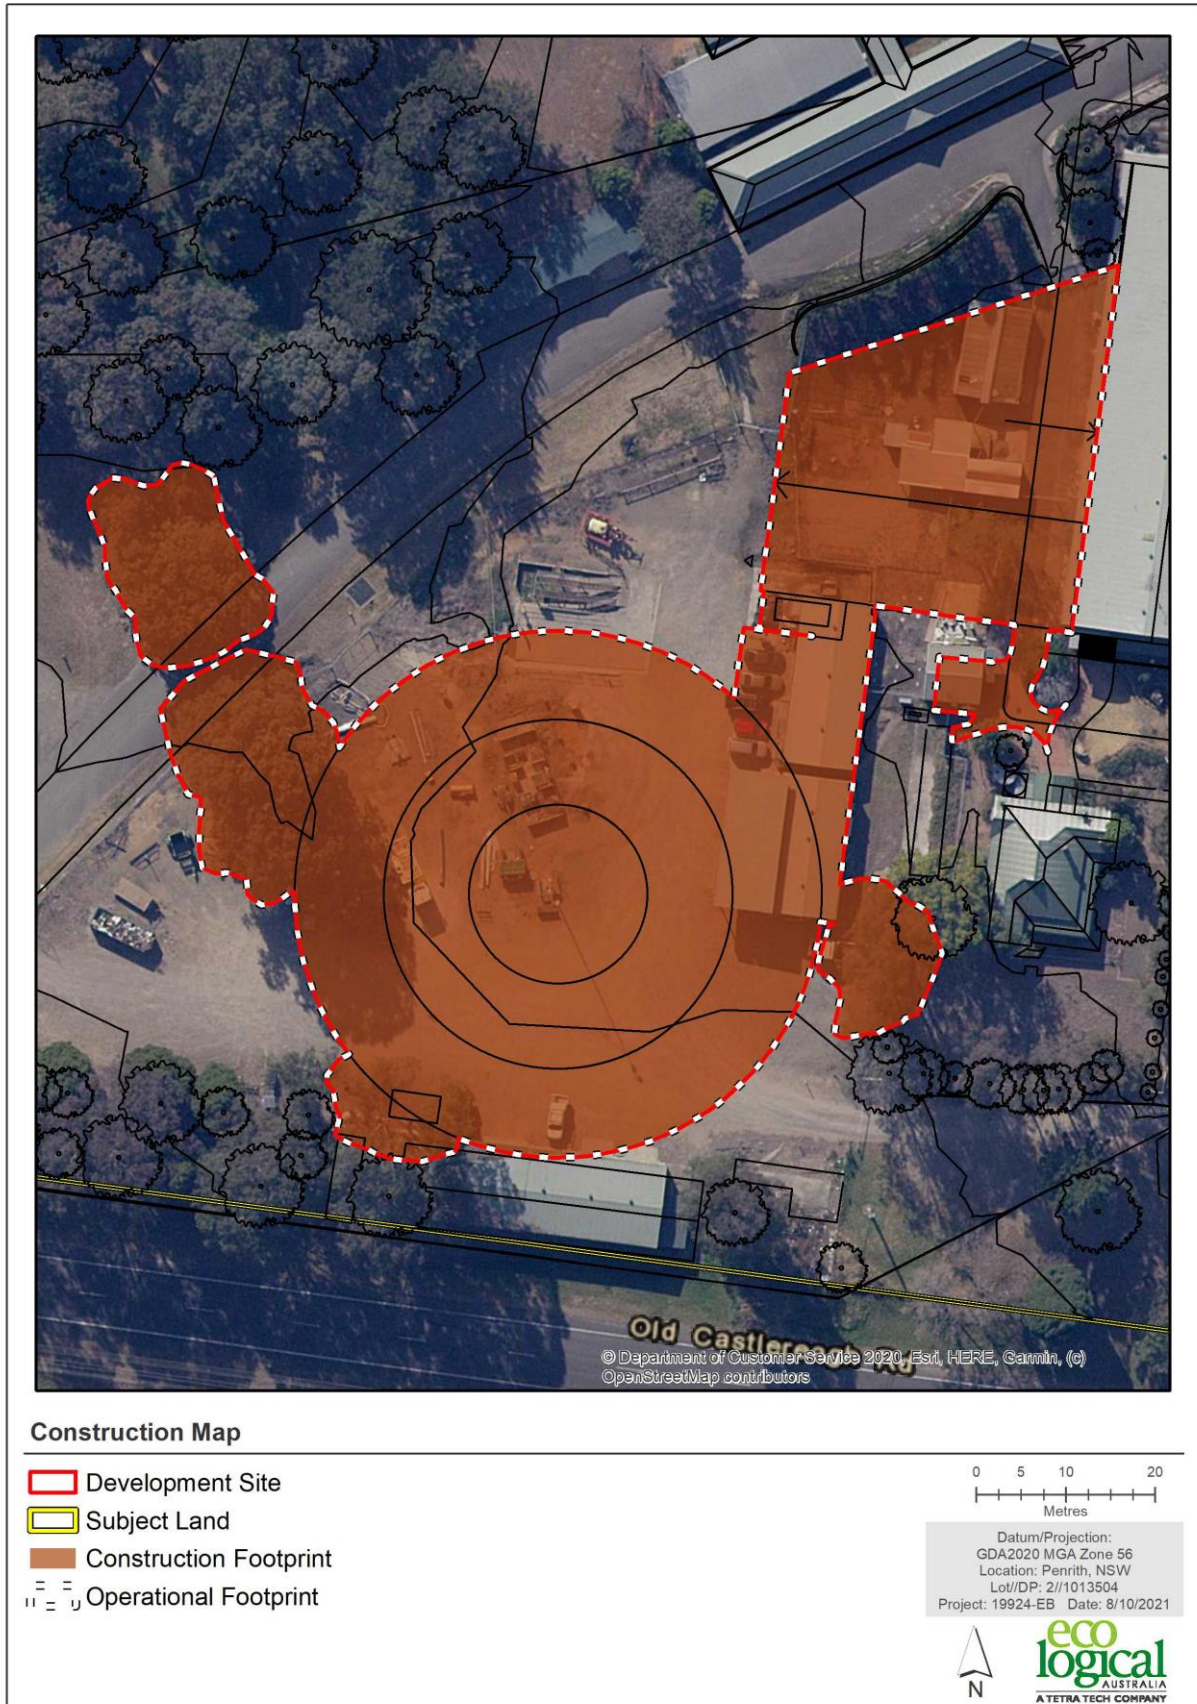 Old Castlereagh Rd
© Department of Customer Service 2020, Esri, HERE, Garmin, (c)
OpenStreetMap contributors
Construction Map
Development Site
Subject Land
Construction Footprint
Operational Footprint
0 5 10 20
Metres
Datum/Projection:
GDA2020 MGA Zone 56
Location: Penrith, NSW
Lot//DP: 2//1013504
Project: 19924-EB Date: 8/10/2021
N
eco
logical
AUSTRALIA
A TETRA TECH COMPANY